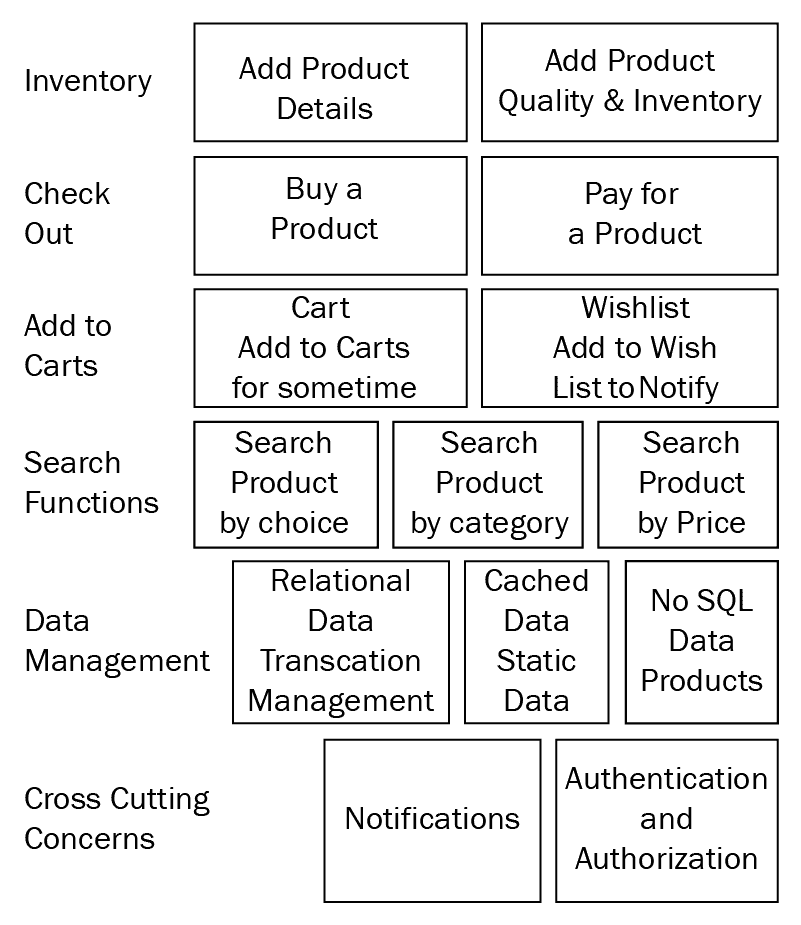 Inventory
Add Product
Details
Add Product
Quality & Inventory
Check
Out
Buy a
Product
Pay for
a Product
Add to
Carts
Cart
Add to Carts
for sometime
Wishlist
Add to Wish
List to Notify
Search
Functions
Search
Product
by choice
Search
Product
by category
Search
Product
by Price
Data
Management
Relational
Data
Transcation
Management
Cached
Data
Static
Data
No SQL
Data
Products
Cross Cutting
Concerns
Notifications
Authentication
and
Authorization